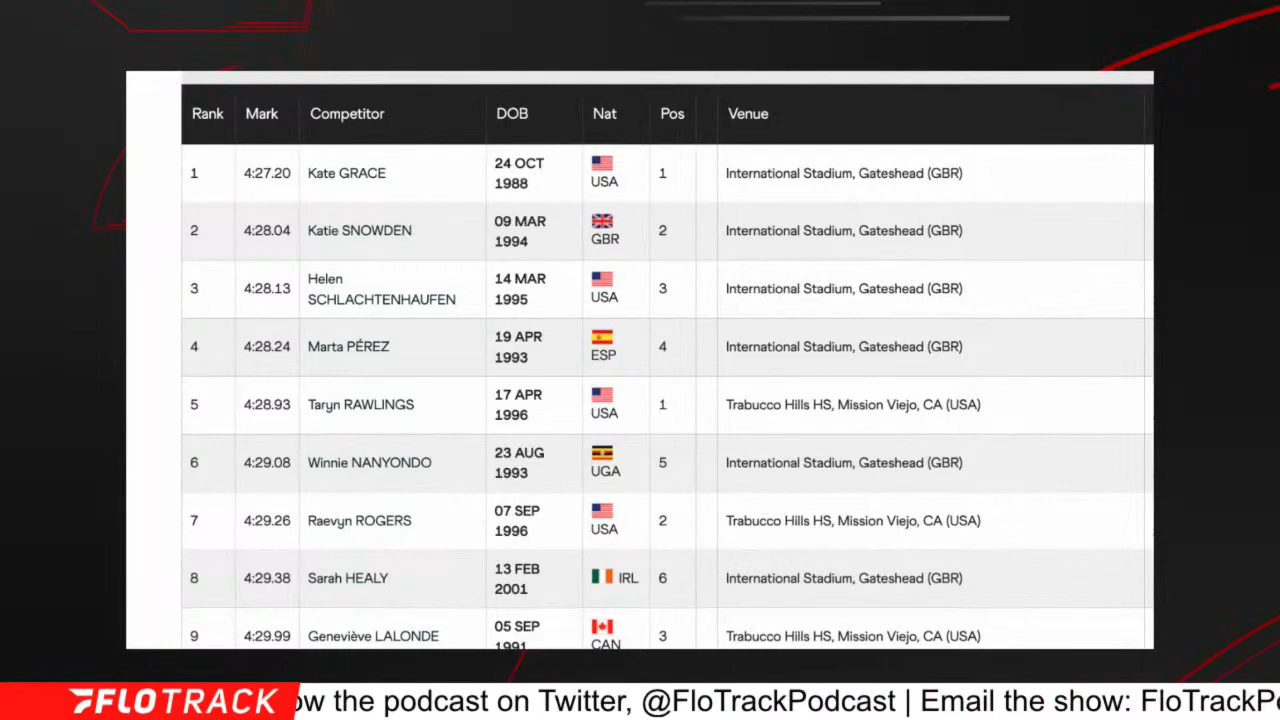 Rank Mark Competitor DOB Nat Pos Venue
1 4:27.20 Kate GRACE 24 OCT 1988 USA 1 International Stadium, Gateshead (GBR)
2 4:28.04 Katie SNOWDEN 09 MAR 1994 GBR 2 International Stadium, Gateshead (GBR)
3 4:28.13 Helen SCHLACHTENHAUFEN 14 MAR 1995 USA 3 International Stadium, Gateshead (GBR)
4 4:28.24 Marta PÉREZ 19 APR 1993 ESP 4 International Stadium, Gateshead (GBR)
5 4:28.93 Taryn RAWLINGS 17 APR 1996 USA 1 Trabucco Hills HS, Mission Viejo, CA (USA)
6 4:29.08 Winnie NANYONDO 23 AUG 1993 UGA 5 International Stadium, Gateshead (GBR)
7 4:29.26 Raevyn ROGERS 07 SEP 1996 USA 2 Trabucco Hills HS, Mission Viejo, CA (USA)
8 4:29.38 Sarah HEALY 13 FEB 2001 IRL 6 International Stadium, Gateshead (GBR)
9 4:29.99 Geneviève LALONDE 05 SEP 1991 CAN 3 Trabucco Hills HS, Mission Viejo, CA (USA)
FLOTRACK ow the podcast on Twitter, @FloTrackPodcast | Email the show: FloTrackPo